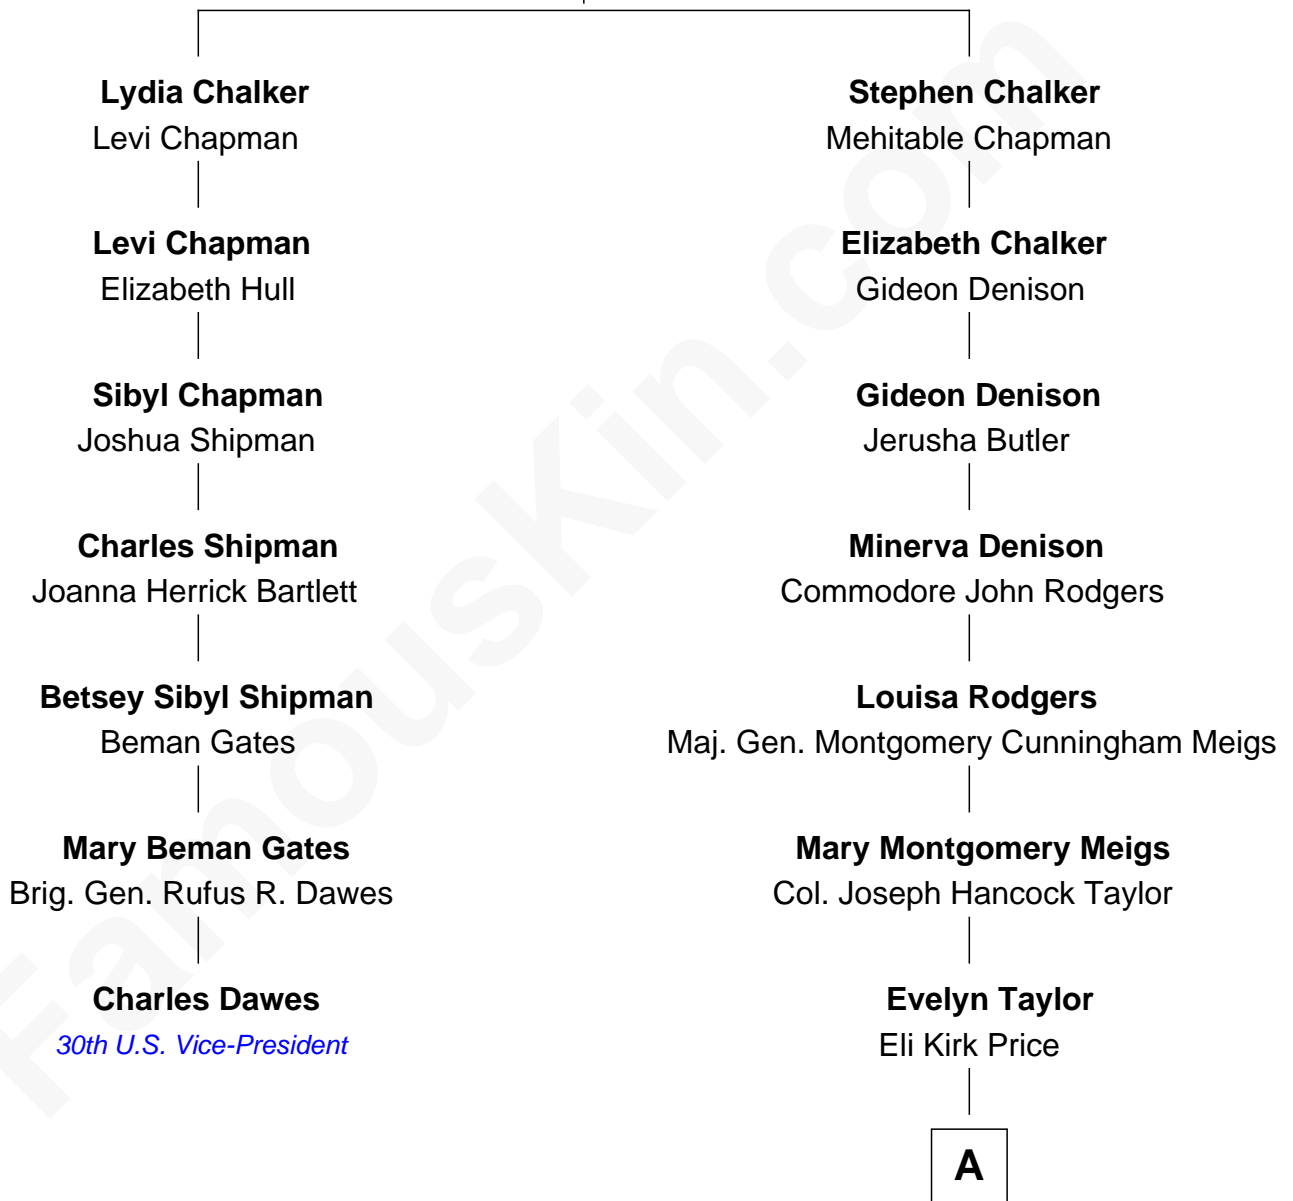 Lydia Chalker
Levi Chapman
Levi Chapman
Elizabeth Hull
Sibyl Chapman
Joshua Shipman
Charles Shipman
Joanna Herrick Bartlett
Betsey Sibyl Shipman
Beman Gates
Mary Beman Gates
Brig. Gen. Rufus R. Dawes
Charles Dawes
30th U.S. Vice-President
Stephen Chalker
Mehitable Chapman
Elizabeth Chalker
Gideon Denison
Gideon Denison
Jerusha Butler
Minerva Denison
Commodore John Rodgers
Louisa Rodgers
Maj. Gen. Montgomery Cunningham Meigs
Mary Montgomery Meigs
Col. Joseph Hancock Taylor
Evelyn Taylor
Eli Kirk Price
A
FamousKin.com